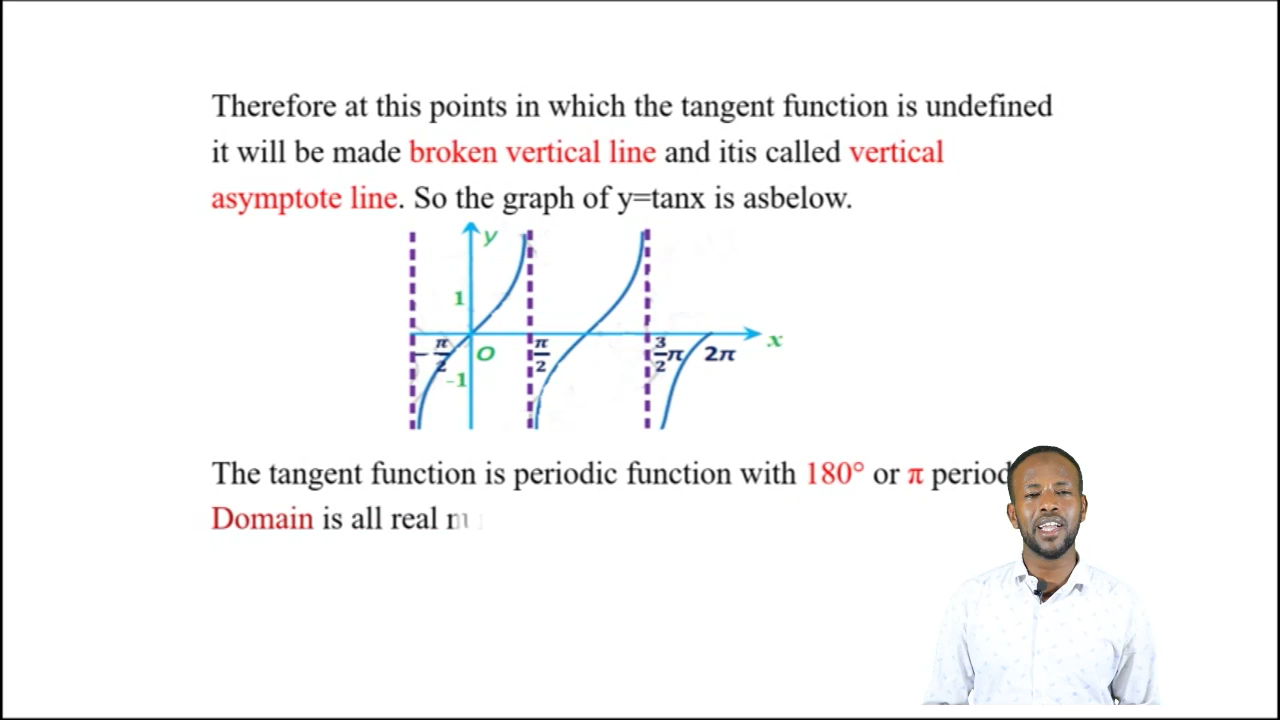 Therefore at this points in which the tangent function is undefined
it will be made broken vertical line and itis called vertical
asymptote line. So the graph of y=tanx is asbelow.
y
1
-π/2 O π/2 3/2π 2π x
-1
The tangent function is periodic function with 180° or π period
Domain is all real